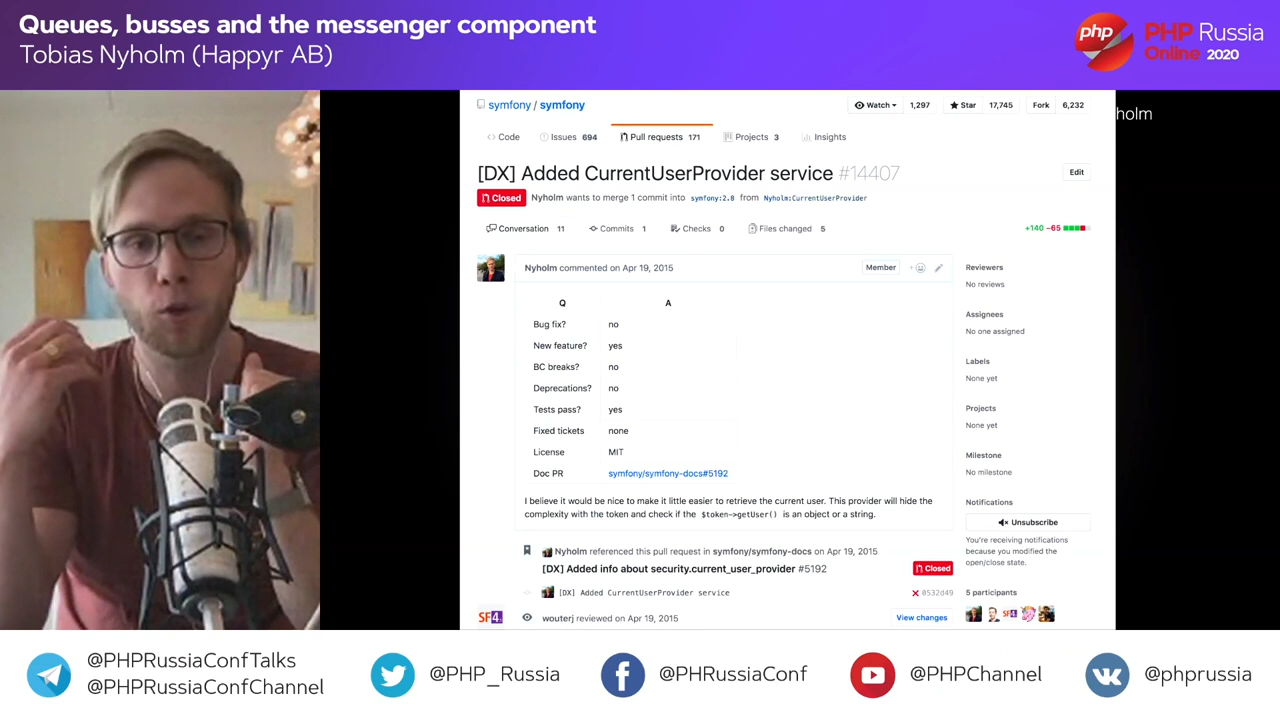 Queues, busses and the messenger component
Tobias Nyholm (Happyr AB)
php
PHP Russia
Online 2020
holm
symfony / symfony
Watch 1,297
Star 17,745
Fork 6,232
Code
Issues 694
Pull requests 171
Projects 3
Insights
[DX] Added CurrentUserProvider service #14407
Edit
Closed
Nyholm wants to merge 1 commit into symfony:2.8 from Nyholm:CurrentUserProvider
Conversation 11
Commits 1
Checks 0
Files changed 5
+140 −65
Nyholm commented on Apr 19, 2015
Member
Q A
Bug fix? no
New feature? yes
BC breaks? no
Deprecations? no
Tests pass? yes
Fixed tickets none
License MIT
Doc PR symfony/symfony-docs#5192
I believe it would be nice to make it little easier to retrieve the current user. This provider will hide the
complexity with the token and check if the $token->getUser() is an object or a string.
Nyholm referenced this pull request in symfony/symfony-docs on Apr 19, 2015
[DX] Added info about security.current_user_provider #5192
Closed
[DX] Added CurrentUserProvider service
0532d49
SF4
wouterj reviewed on Apr 19, 2015
View changes
Reviewers
No reviews
Assignees
No one assigned
Labels
None yet
Projects
None yet
Milestone
No milestone
Notifications
Unsubscribe
You're receiving notifications
because you modified the
open/close state.
5 participants
SF4
@PHPRussiaConfTalks
@PHPRussiaConfChannel
@PHP_Russia
@PHRussiaConf
@PHPChannel
@phprussia